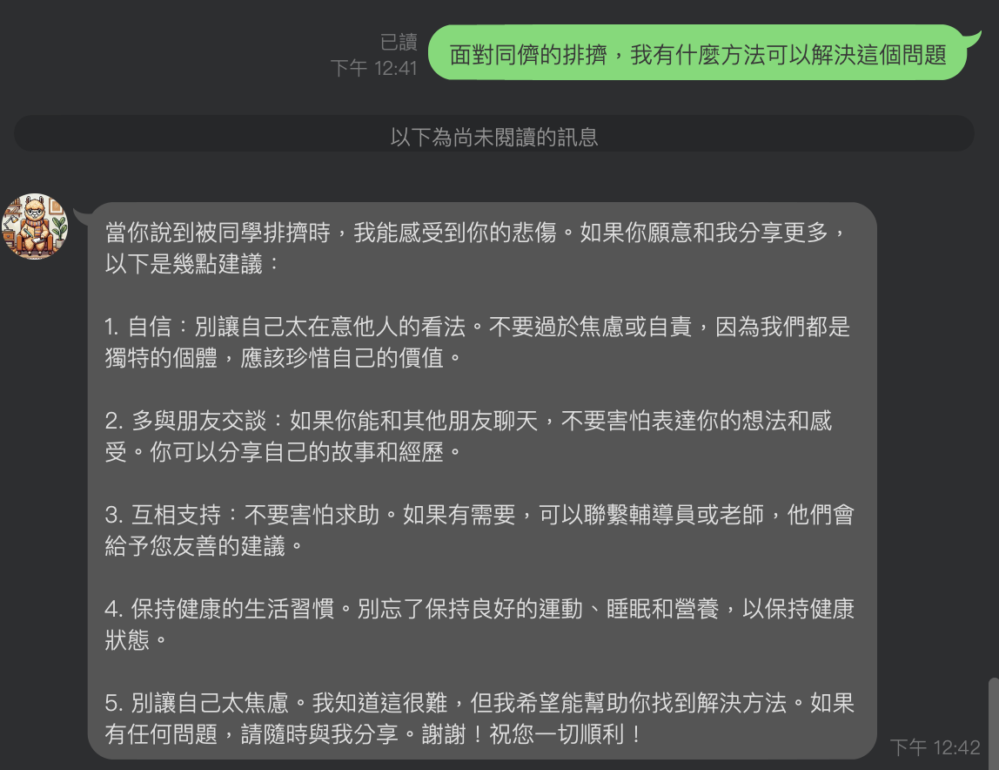 已讀
下午 12:41
面對同儕的排擠，我有什麼方法可以解決這個問題
以下為尚未閱讀的訊息
當你說到被同學排擠時，我能感受到你的悲傷。如果你願意和我分享更多，
以下是幾點建議：
1. 自信：別讓自己太在意他人的看法。不要過於焦慮或自責，因為我們都是
獨特的個體，應該珍惜自己的價值。
2. 多與朋友交談：如果你能和其他朋友聊天，不要害怕表達你的想法和感
受。你可以分享自己的故事和經歷。
3. 互相支持：不要害怕求助。如果有需要，可以聯繫輔導員或老師，他們會
給予您友善的建議。
4. 保持健康的生活習慣。別忘了保持良好的運動、睡眠和營養，以保持健康
狀態。
5. 別讓自己太焦慮。我知道這很難，但我希望能幫助你找到解決方法。如果
有任何問題，請隨時與我分享。謝謝！祝您一切順利！
下午 12:42